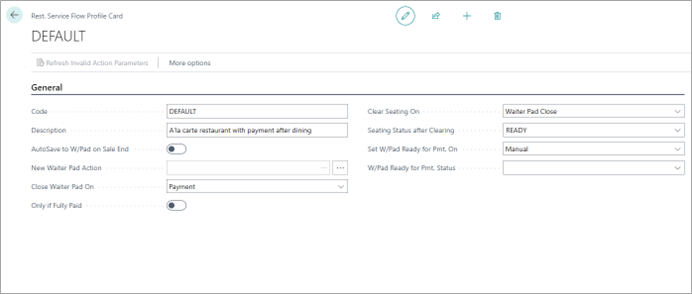 Rest. Service Flow Profile Card
DEFAULT
Refresh Invalid Action Parameters
More options
General
Code
DEFAULT
Description
A'la carte restaurant with payment after dining
AutoSave to W/Pad on Sale End
New Waiter Pad Action
Close Waiter Pad On
Payment
Only if Fully Paid
Clear Seating On
Waiter Pad Close
Seating Status after Clearing
READY
Set W/Pad Ready for Pmt. On
Manual
W/Pad Ready for Pmt. Status